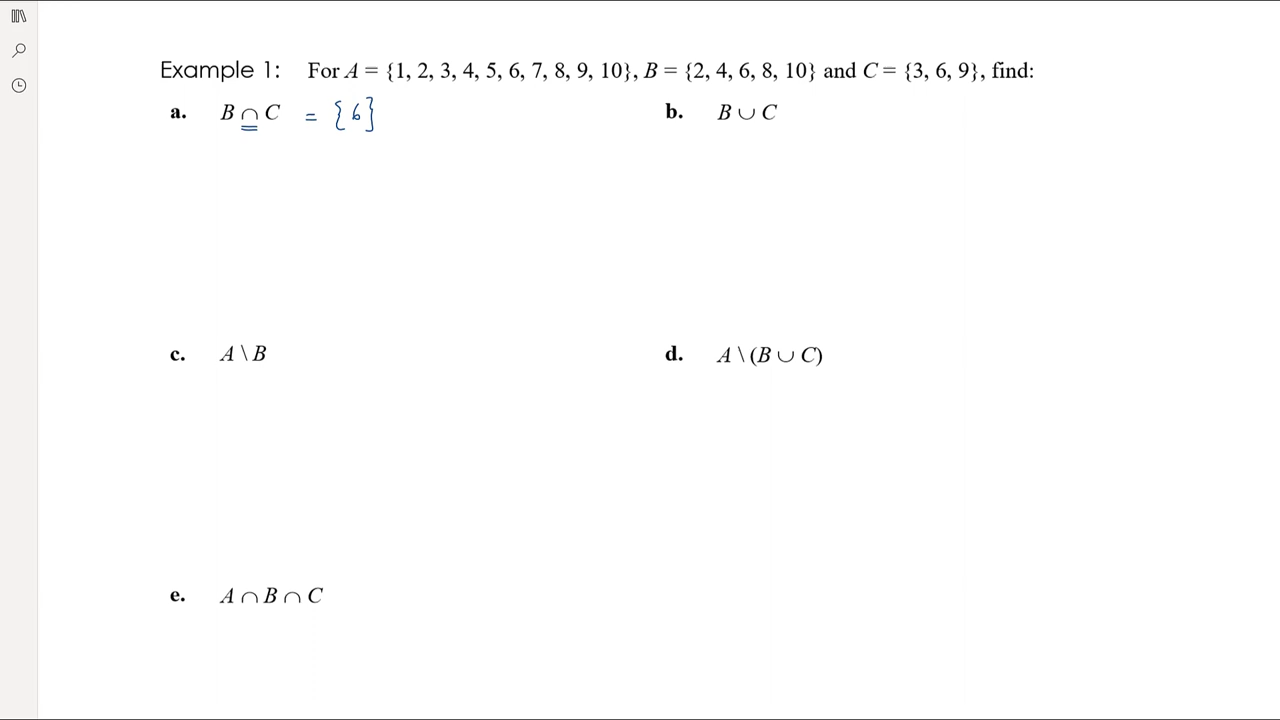 Example 1: For A = {1, 2, 3, 4, 5, 6, 7, 8, 9, 10}, B = {2, 4, 6, 8, 10} and C = {3, 6, 9}, find:
a. B ∩ C = {6}
b. B ∪ C
c. A \ B
d. A \ (B ∪ C)
e. A ∩ B ∩ C